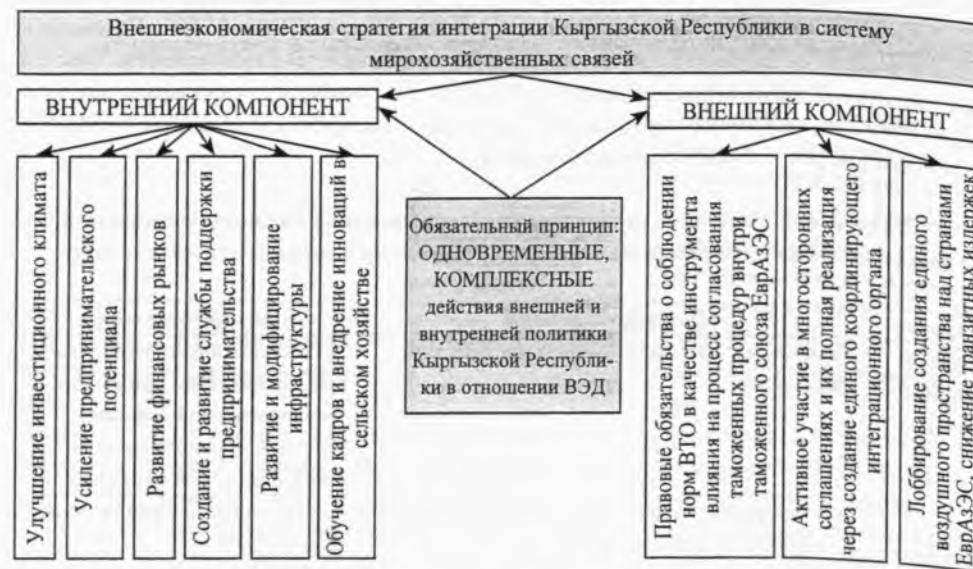 Внешнеэкономическая стратегия интеграции Кыргызской Республики в систему
мирохозяйственных связей
ВНУТРЕННИЙ КОМПОНЕНТ
ВНЕШНИЙ КОМПОНЕНТ
Улучшение инвестиционного климата
Усиление предпринимательского
потенциала
Развитие финансовых рынков
Создание и развитие службы поддержки
предпринимательства
Развитие и модифицирование
инфраструктуры
Обучение кадров и внедрение инноваций в
сельском хозяйстве
Обязательный принцип:
ОДНОВРЕМЕННЫЕ,
КОМПЛЕКСНЫЕ
действия внешней и
внутренней политики
Кыргызской Республи-
ки в отношении ВЭД
Правовые обязательства о соблюдении
норм ВТО в качестве инструмента
влияния на процесс согласования
таможенных процедур внутри
таможенного союза ЕврАзЭС
Активное участие в многосторонних
соглашениях и их полная реализация
через создание единого координирующего
интеграционного органа
Лоббирование создания единого
воздушного пространства над странами
ЕврАзЭС, снижение транзитных издержек